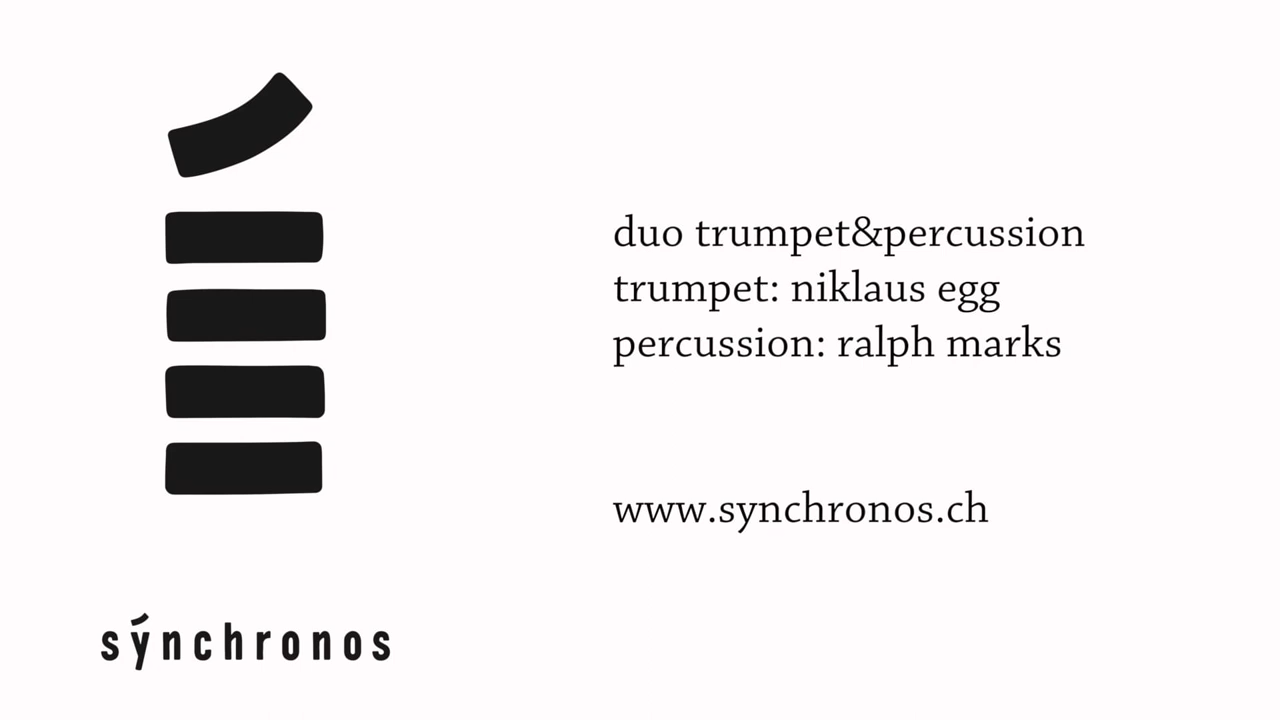 duo trumpet&percussion
trumpet: niklaus egg
percussion: ralph marks
www.synchronos.ch
sýnchronos